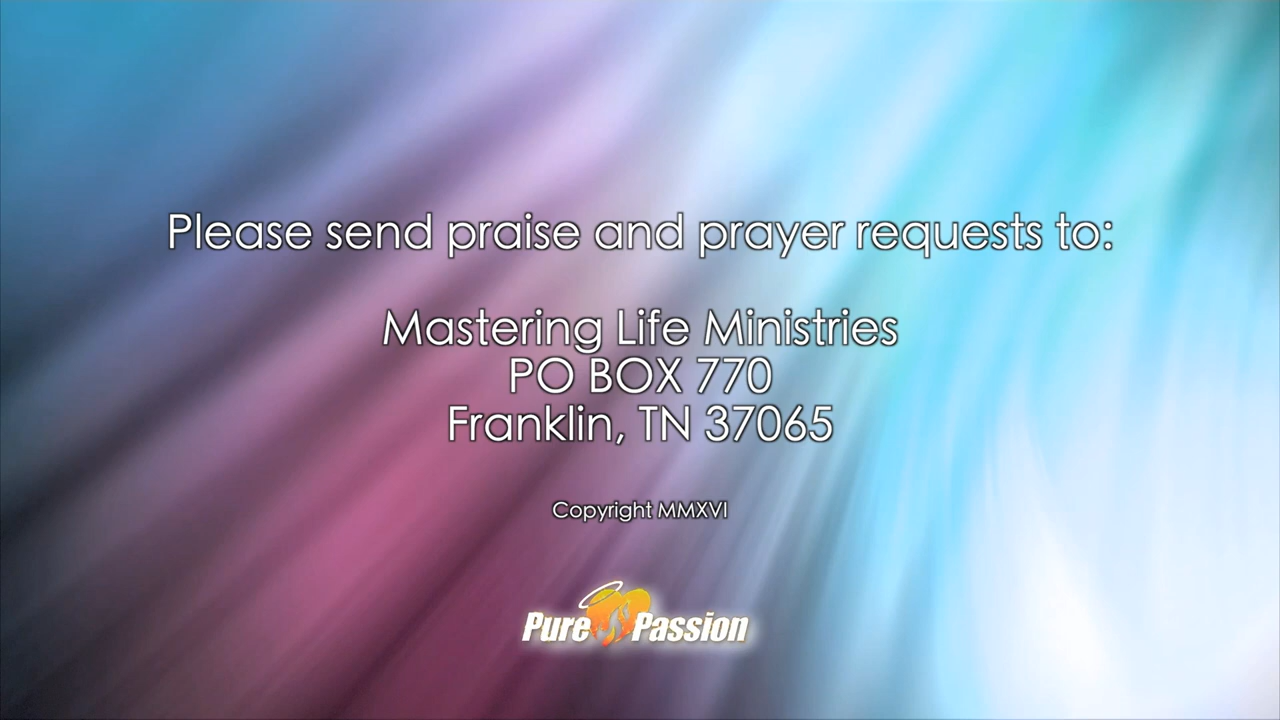 Please send praise and prayer requests to:
Mastering Life Ministries
PO BOX 770
Franklin, TN 37065
Copyright MMXVI
Pure Passion